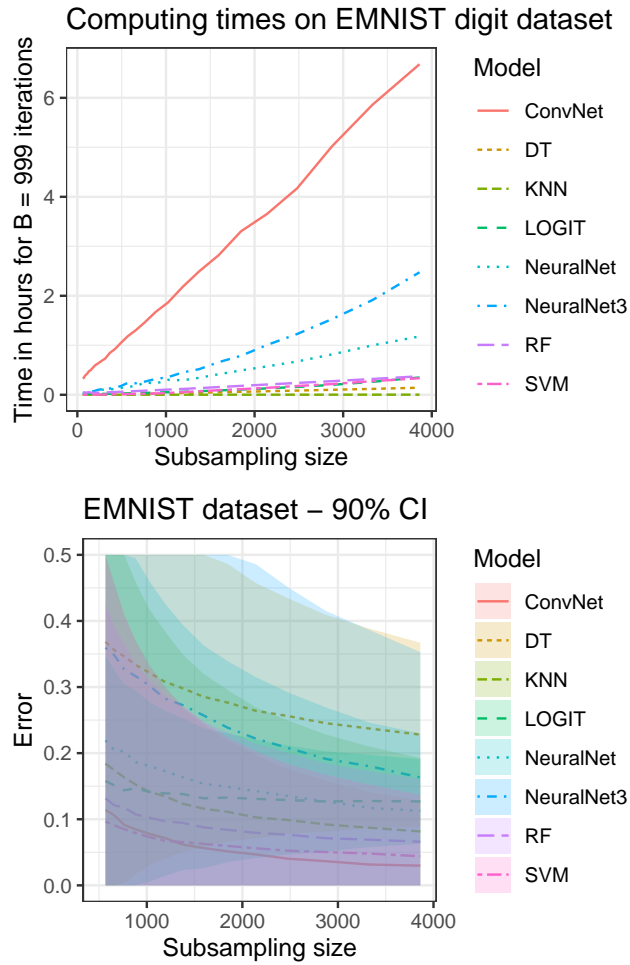 Computing times on EMNIST digit dataset
Time in hours for B = 999 iterations
6
4
2
0
0
1000
2000
3000
4000
Subsampling size
Model
ConvNet
DT
KNN
LOGIT
NeuralNet
NeuralNet3
RF
SVM
EMNIST dataset − 90% CI
Error
0.5
0.4
0.3
0.2
0.1
0.0
1000
2000
3000
4000
Subsampling size
Model
ConvNet
DT
KNN
LOGIT
NeuralNet
NeuralNet3
RF
SVM